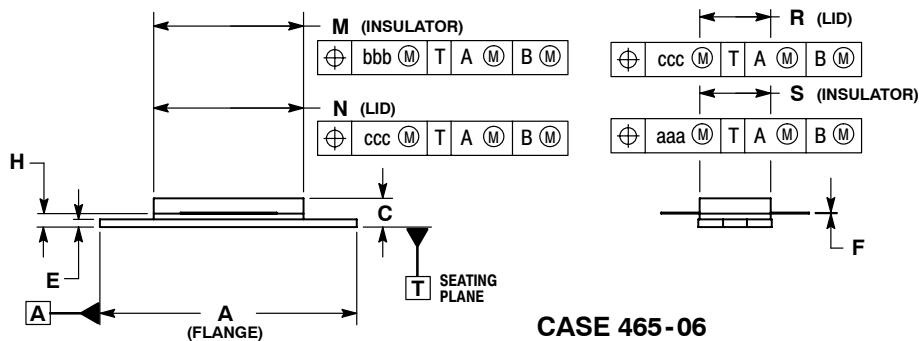 M (INSULATOR)
⌖ bbb Ⓜ T A Ⓜ B Ⓜ
N (LID)
⌖ ccc Ⓜ T A Ⓜ B Ⓜ
R (LID)
⌖ ccc Ⓜ T A Ⓜ B Ⓜ
S (INSULATOR)
⌖ aaa Ⓜ T A Ⓜ B Ⓜ
H
C
E
F
T SEATING
PLANE
A
A
(FLANGE)
CASE 465-06